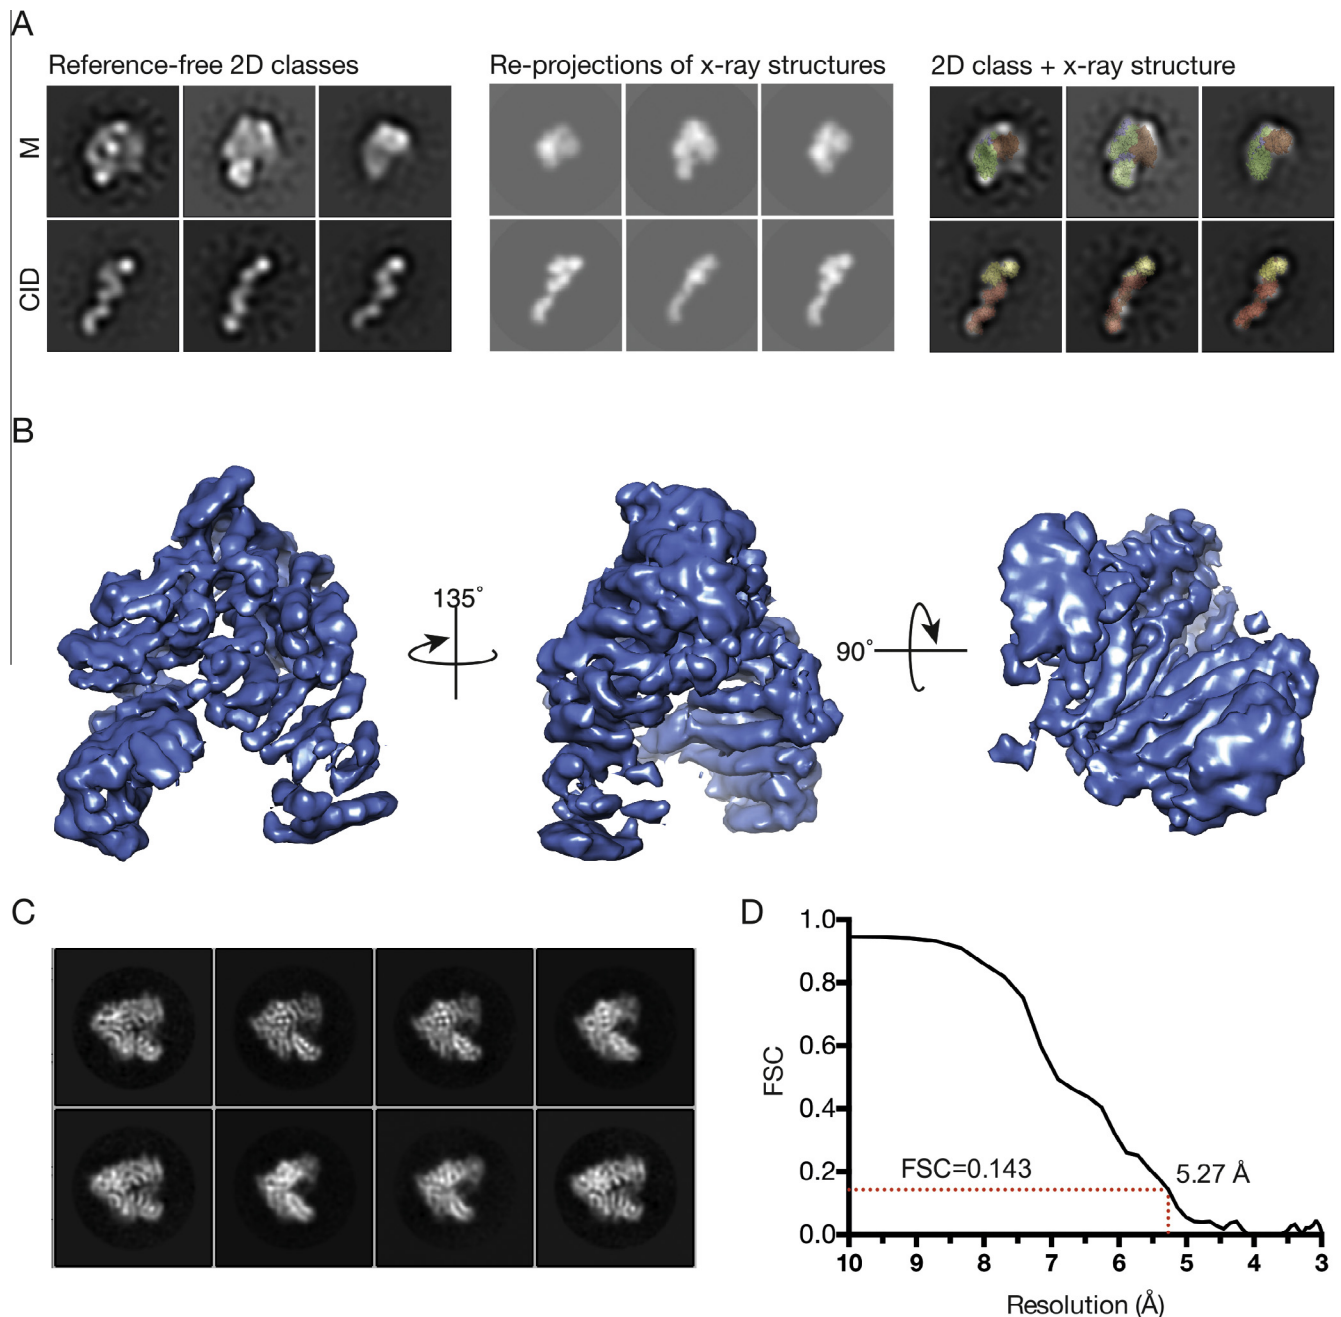 A
Reference-free 2D classes
Re-projections of x-ray structures
2D class + x-ray structure
M
CID
B
135°
90°
C
D
1.0
0.8
0.6
0.4
0.2
0.0
FSC
FSC=0.143
5.27 Å
10 9 8 7 6 5 4 3
Resolution (Å)